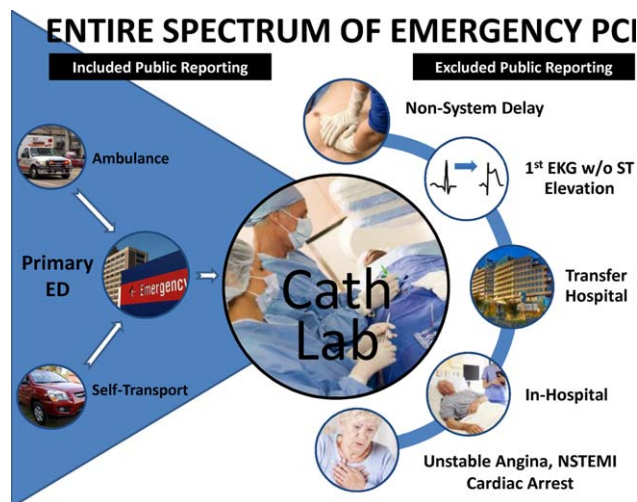 ENTIRE SPECTRUM OF EMERGENCY PCI
Included Public Reporting
Excluded Public Reporting
Non-System Delay
Ambulance
1st EKG w/o ST
Elevation
Primary
ED
Emergency
Cath
Lab
Transfer
Hospital
Self-Transport
In-Hospital
Unstable Angina, NSTEMI
Cardiac Arrest